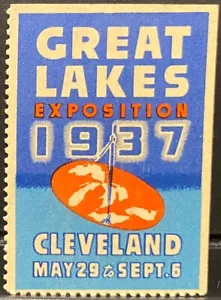 GREAT
LAKES
EXPOSITION
1937
CLEVELAND
MAY 29 to SEPT. 6